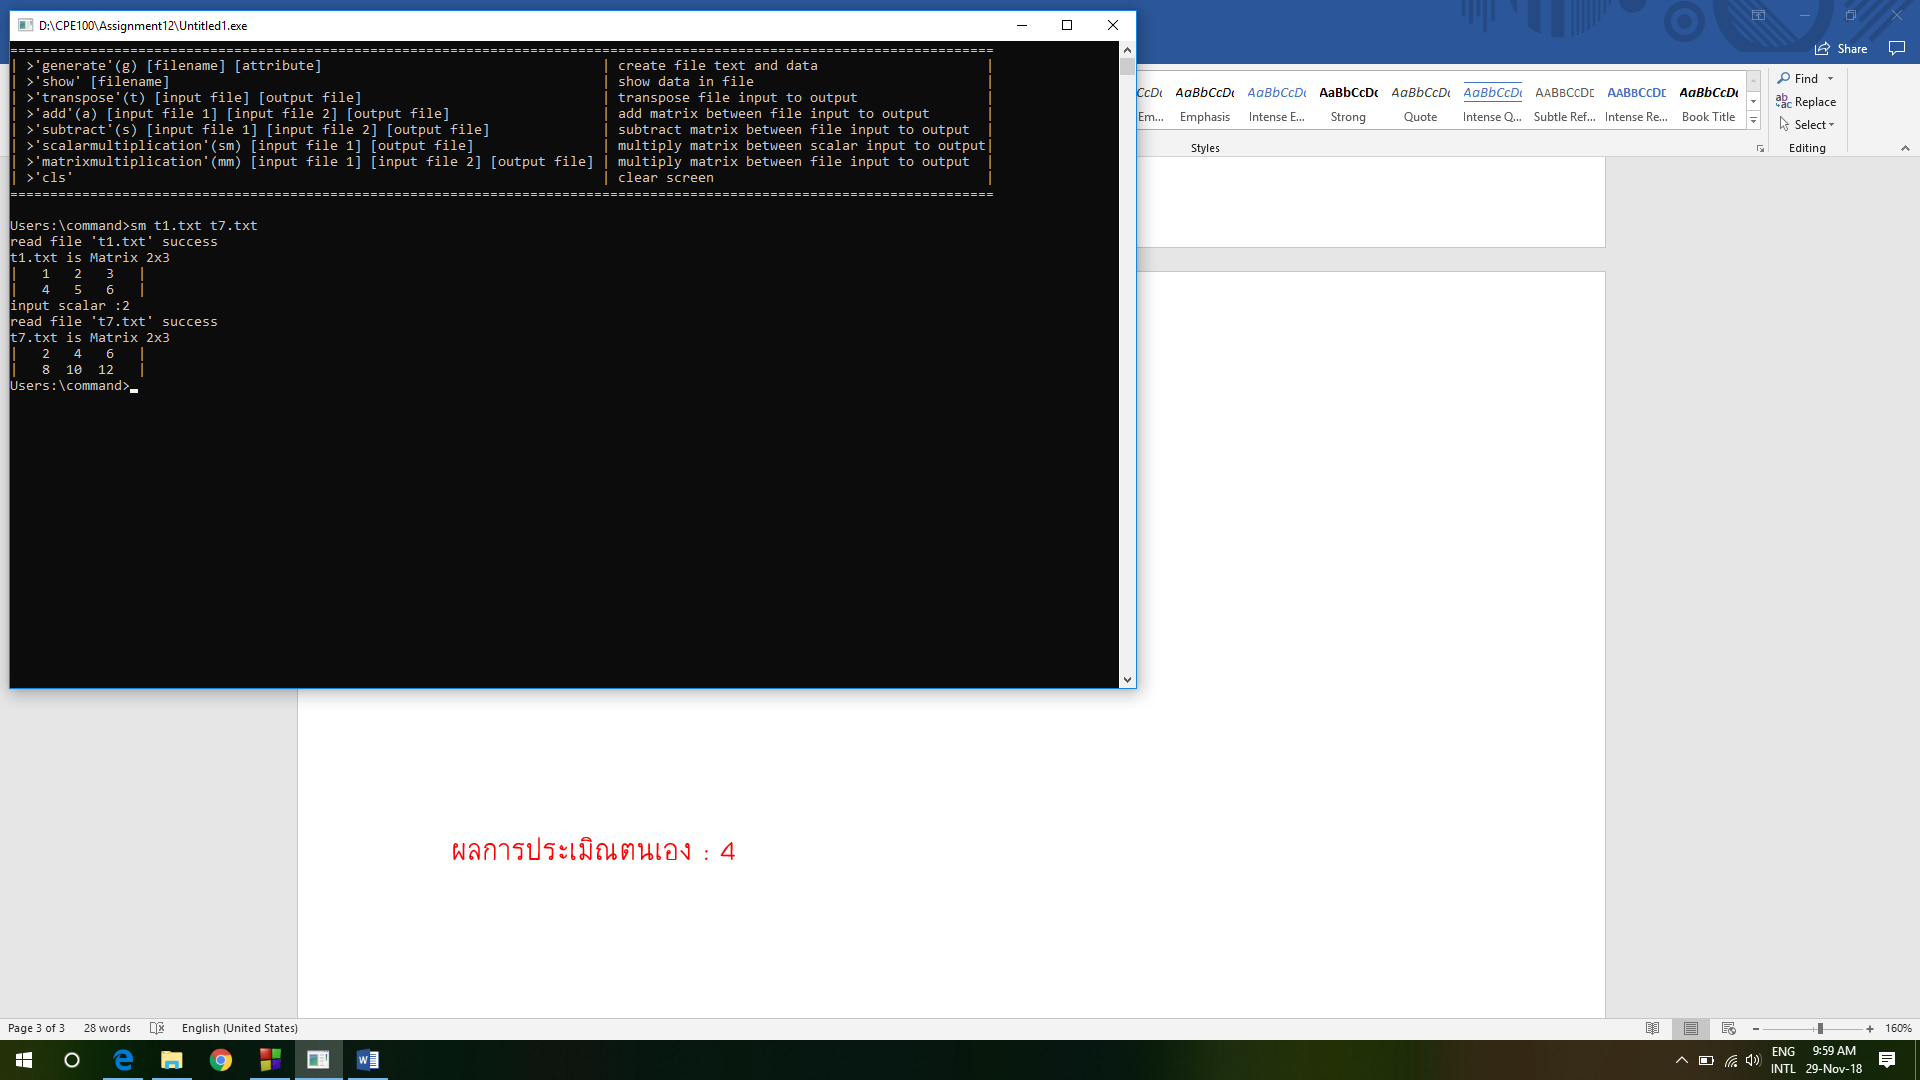 D:\CPE100\Assignment12\Untitled1.exe
===========================================================================================================================
| >'generate'(g) [filename] [attribute] | create file text and data |
| >'show' [filename] | show data in file |
| >'transpose'(t) [input file] [output file] | transpose file input to output |
| >'add'(a) [input file 1] [input file 2] [output file] | add matrix between file input to output |
| >'subtract'(s) [input file 1] [input file 2] [output file] | subtract matrix between file input to output |
| >'scalarmultiplication'(sm) [input file 1] [output file] | multiply matrix between scalar input to output|
| >'matrixmultiplication'(mm) [input file 1] [input file 2] [output file] | multiply matrix between file input to output |
| >'cls' | clear screen |
===========================================================================================================================
Users:\command>sm t1.txt t7.txt
read file 't1.txt' success
t1.txt is Matrix 2x3
| 1 2 3 |
| 4 5 6 |
input scalar :2
read file 't7.txt' success
t7.txt is Matrix 2x3
| 2 4 6 |
| 8 10 12 |
Users:\command>
Share
AaBbCcDc AaBbCcDc AaBbCcDc AaBbCcDc AaBbCcDc AABBCCDE AABBCCDE AaBbCcDc
Em... Emphasis Intense E... Strong Quote Intense Q... Subtle Ref... Intense Re... Book Title
Styles
Find
Replace
Select
Editing
ผลการประเมิณตนเอง : 4
Page 3 of 3 28 words English (United States) 160%
ENG 9:59 AM
INTL 29-Nov-18